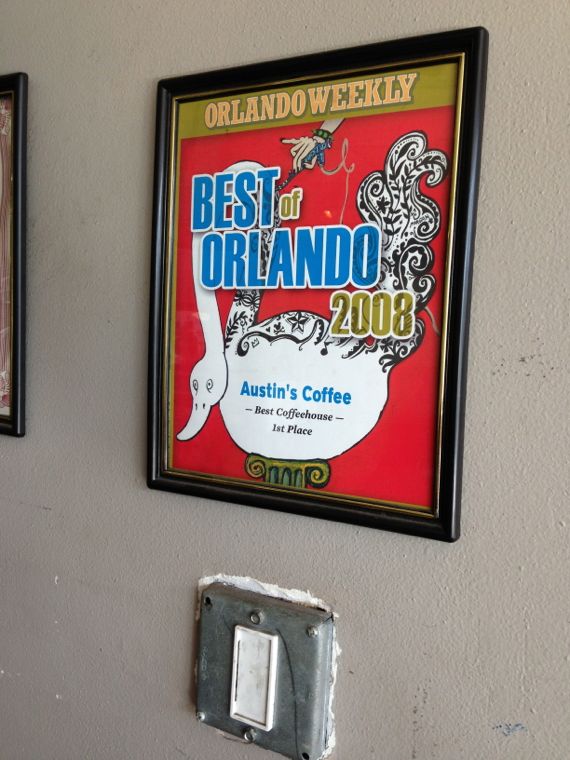 ORLANDO WEEKLY
BEST of
ORLANDO
2008
Austin's Coffee
— Best Coffeehouse —
1st Place